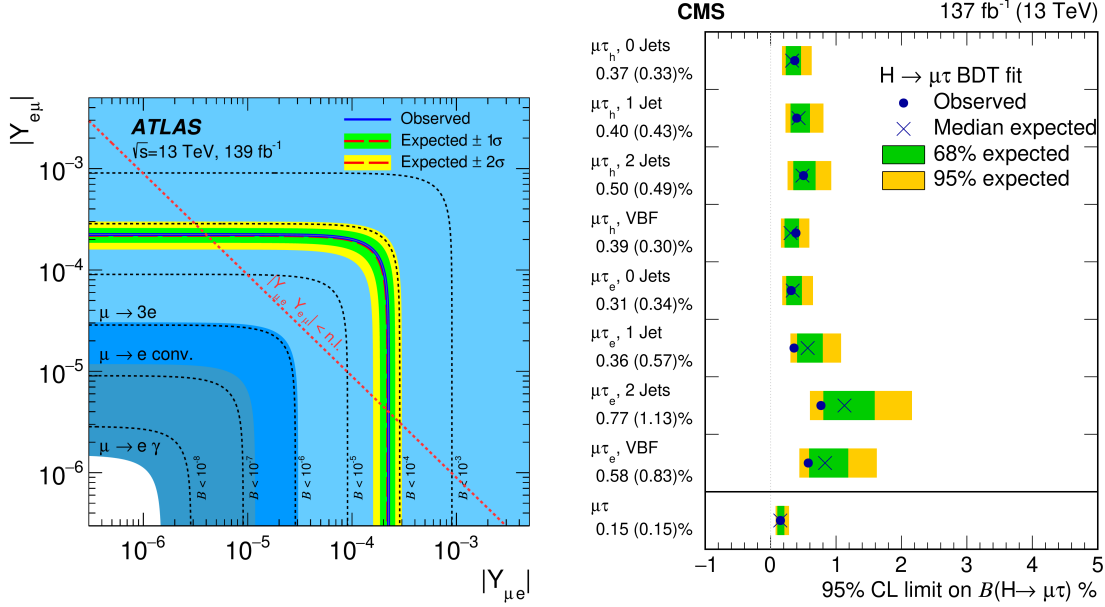 ATLAS
√s=13 TeV, 139 fb⁻¹
Observed
Expected ± 1σ
Expected ± 2σ
|Y_eμ|
10⁻³
10⁻⁴
10⁻⁵
10⁻⁶
|Y_μe Y_eμ| < n.l.
μ → 3e
μ → e conv.
μ → e γ
B < 10⁻⁸
B < 10⁻⁷
B < 10⁻⁶
B < 10⁻⁵
B < 10⁻⁴
B < 10⁻³
10⁻⁶
10⁻⁵
10⁻⁴
10⁻³
|Y_μe|
CMS
137 fb⁻¹ (13 TeV)
H → μτ BDT fit
Observed
Median expected
68% expected
95% expected
μτ_h, 0 Jets
0.37 (0.33)%
μτ_h, 1 Jet
0.40 (0.43)%
μτ_h, 2 Jets
0.50 (0.49)%
μτ_h, VBF
0.39 (0.30)%
μτ_e, 0 Jets
0.31 (0.34)%
μτ_e, 1 Jet
0.36 (0.57)%
μτ_e, 2 Jets
0.77 (1.13)%
μτ_e, VBF
0.58 (0.83)%
μτ
0.15 (0.15)%
−1 0 1 2 3 4 5
95% CL limit on B(H→ μτ) %